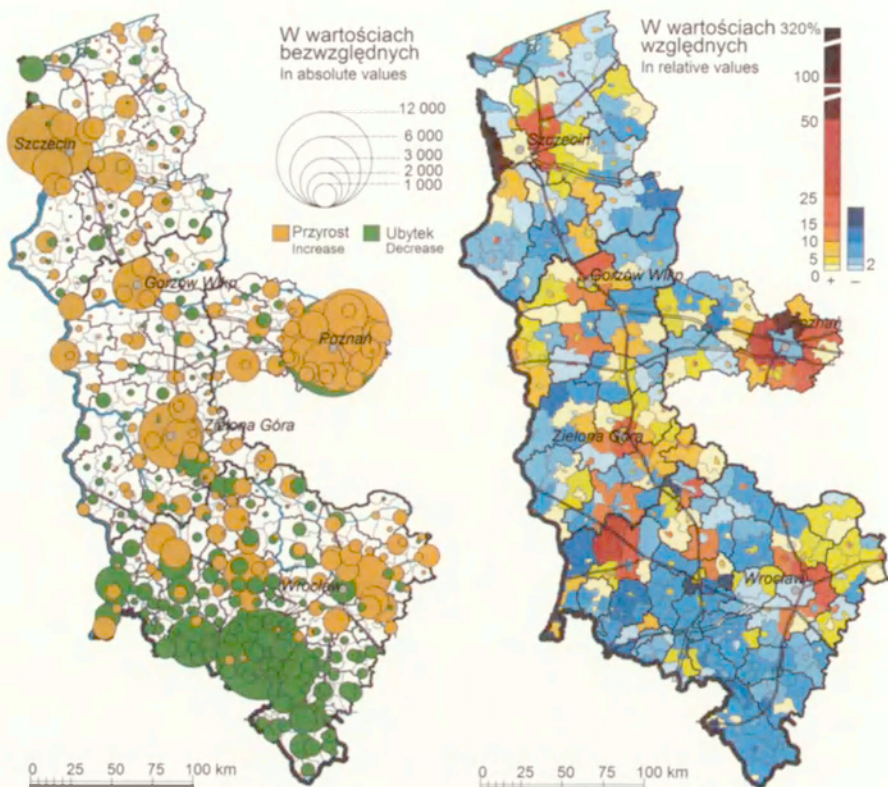 W wartościach
bezwzględnych
In absolute values
12 000
6 000
3 000
2 000
1 000
Przyrost
Increase
Ubytek
Decrease
Szczecin
Gorzów Wlkp
Poznań
Zielona Góra
Wrocław
0 25 50 75 100 km
W wartościach
względnych
In relative values
320%
100
50
25
15
10
5
0
2
+ –
Szczecin
Gorzów Wlkp
Poznań
Zielona Góra
Wrocław
0 25 50 75 100 km